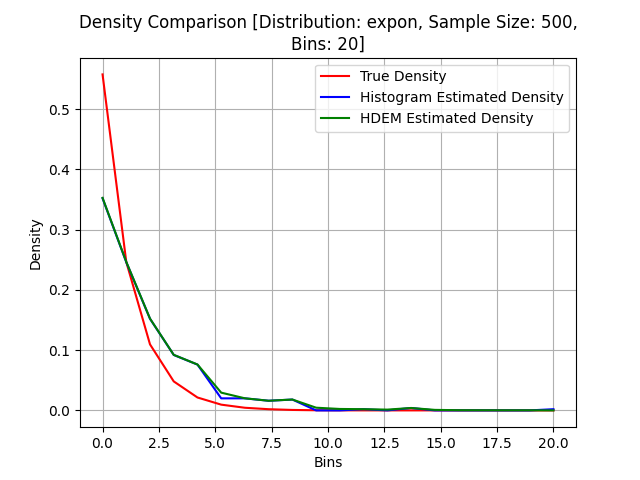 Density Comparison [Distribution: expon, Sample Size: 500,
Bins: 20]
True Density
Histogram Estimated Density
HDEM Estimated Density
Density
0.5
0.4
0.3
0.2
0.1
0.0
0.0 2.5 5.0 7.5 10.0 12.5 15.0 17.5 20.0
Bins